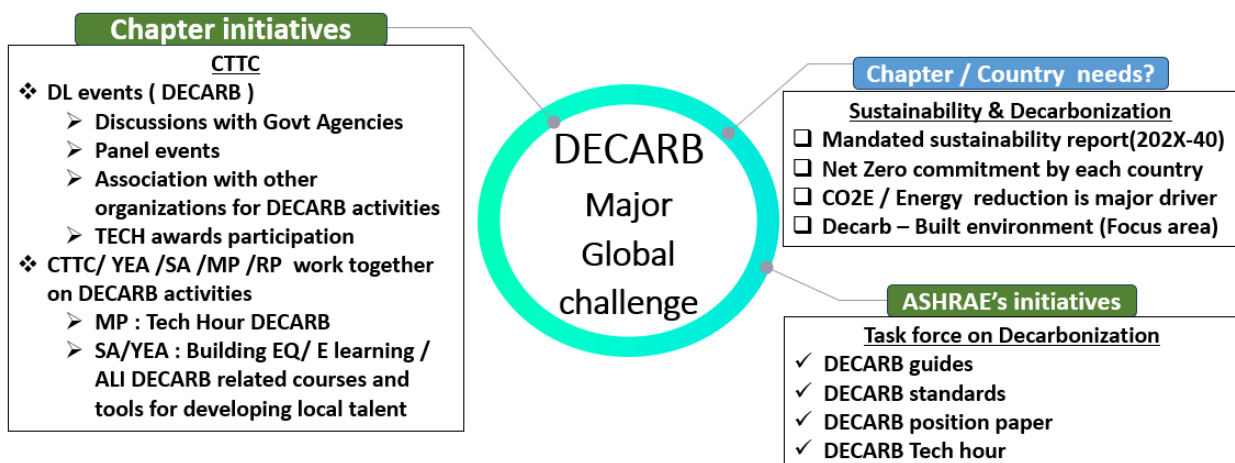 Chapter initiatives
CTTC
❖ DL events ( DECARB )
➢ Discussions with Govt Agencies
➢ Panel events
➢ Association with other
organizations for DECARB activities
➢ TECH awards participation
❖ CTTC/ YEA /SA /MP /RP work together
on DECARB activities
➢ MP : Tech Hour DECARB
➢ SA/YEA : Building EQ/ E learning /
ALI DECARB related courses and
tools for developing local talent
DECARB
Major
Global
challenge
Chapter / Country needs?
Sustainability & Decarbonization
❑ Mandated sustainability report(202X-40)
❑ Net Zero commitment by each country
❑ CO2E / Energy reduction is major driver
❑ Decarb – Built environment (Focus area)
ASHRAE's initiatives
Task force on Decarbonization
✓ DECARB guides
✓ DECARB standards
✓ DECARB position paper
✓ DECARB Tech hour